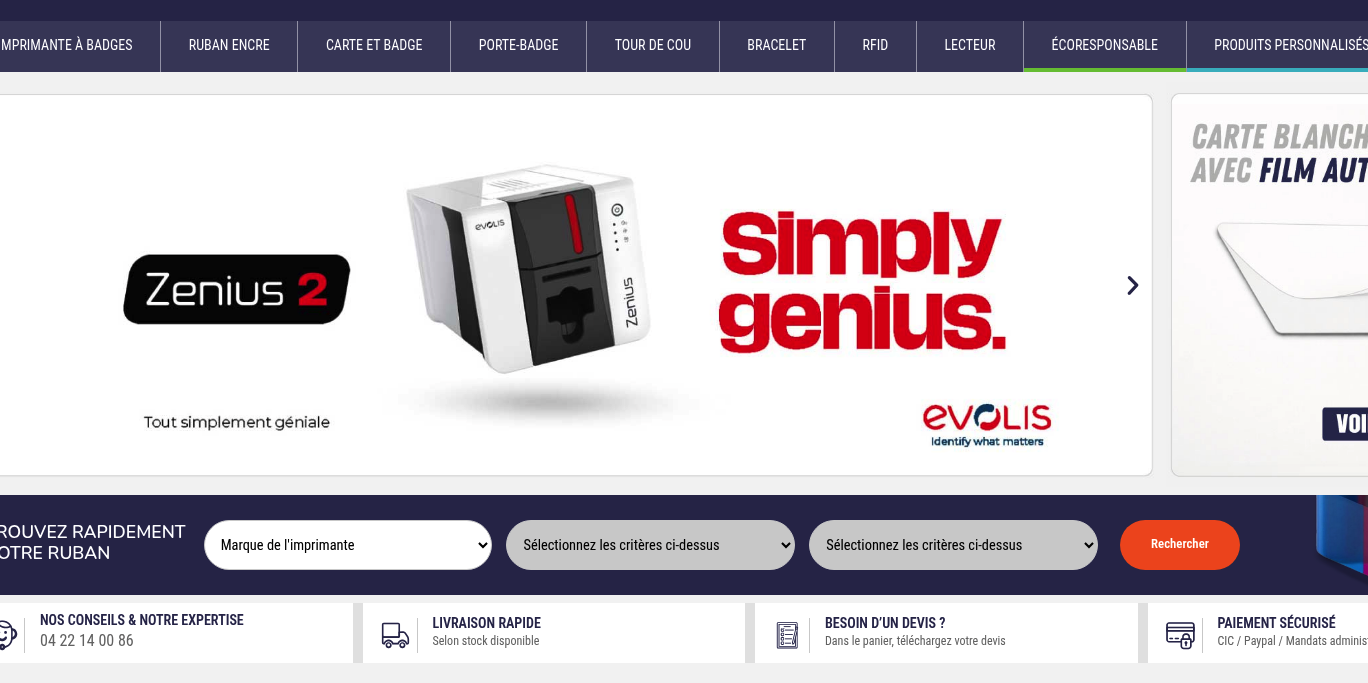 MPRIMANTE À BADGES
RUBAN ENCRE
CARTE ET BADGE
PORTE-BADGE
TOUR DE COU
BRACELET
RFID
LECTEUR
ÉCORESPONSABLE
PRODUITS PERSONNALISÉS
Zenius 2
Tout simplement géniale
evolis
Zenius
Simply
genius.
evolis
Identify what matters
CARTE BLANCH
AVEC FILM AUT
VOI
ROUVEZ RAPIDEMENT
OTRE RUBAN
Marque de l'imprimante
Sélectionnez les critères ci-dessus
Sélectionnez les critères ci-dessus
Rechercher
NOS CONSEILS & NOTRE EXPERTISE
04 22 14 00 86
LIVRAISON RAPIDE
Selon stock disponible
BESOIN D'UN DEVIS ?
Dans le panier, téléchargez votre devis
PAIEMENT SÉCURISÉ
CIC / Paypal / Mandats adminis